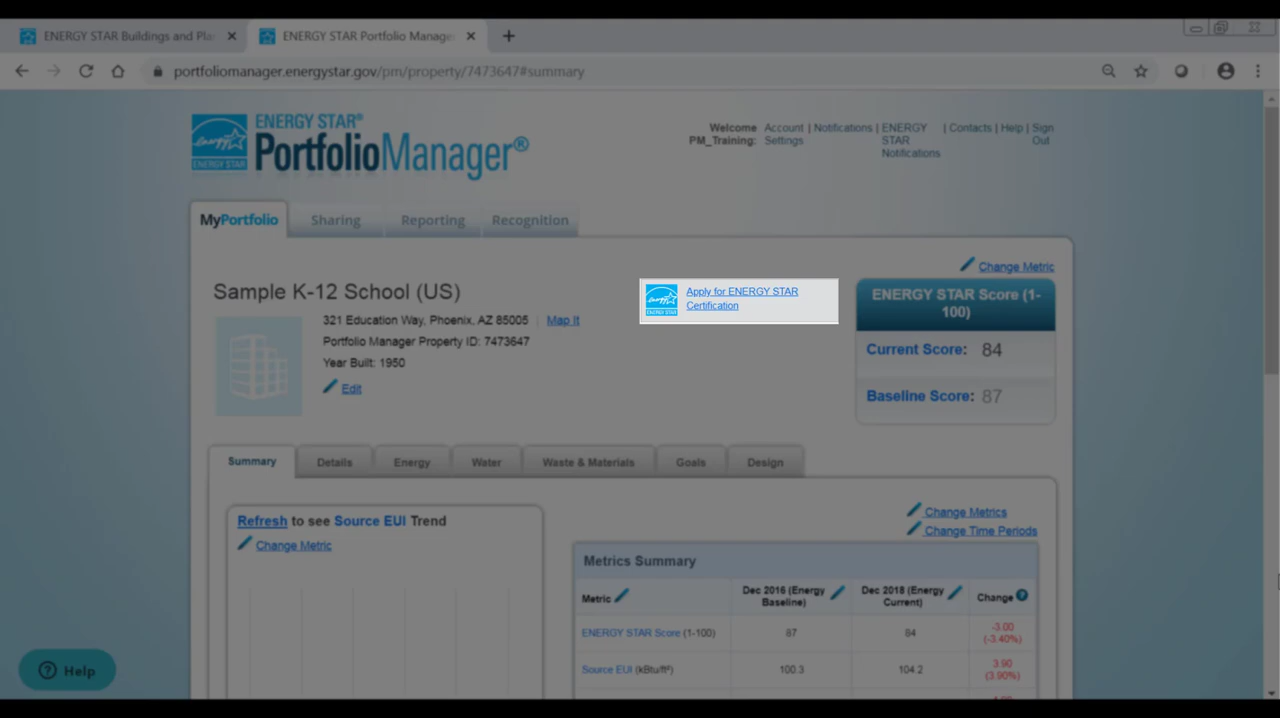 ENERGY STAR Buildings and Pla
ENERGY STAR Portfolio Manage
portfoliomanager.energystar.gov/pm/property/7473647#summary
ENERGY STAR®
PortfolioManager®
ENERGY STAR
Welcome PM_Training:
Account Settings | Notifications | ENERGY STAR Notifications | Contacts | Help | Sign Out
MyPortfolio
Sharing
Reporting
Recognition
Change Metric
Sample K-12 School (US)
321 Education Way, Phoenix, AZ 85005 | Map It
Portfolio Manager Property ID: 7473647
Year Built: 1950
Edit
ENERGY STAR
Apply for ENERGY STAR
Certification
ENERGY STAR Score (1-
100)
Current Score: 84
Baseline Score: 87
Summary
Details
Energy
Water
Waste & Materials
Goals
Design
Refresh to see Source EUI Trend
Change Metric
Change Metrics
Change Time Periods
Metrics Summary
Metric
Dec 2016 (Energy Baseline)
Dec 2018 (Energy Current)
Change
ENERGY STAR Score (1-100) 87 84 -3.00 (-3.40%)
Source EUI (kBtu/ft²) 100.3 104.2 3.90 (3.90%)
Help